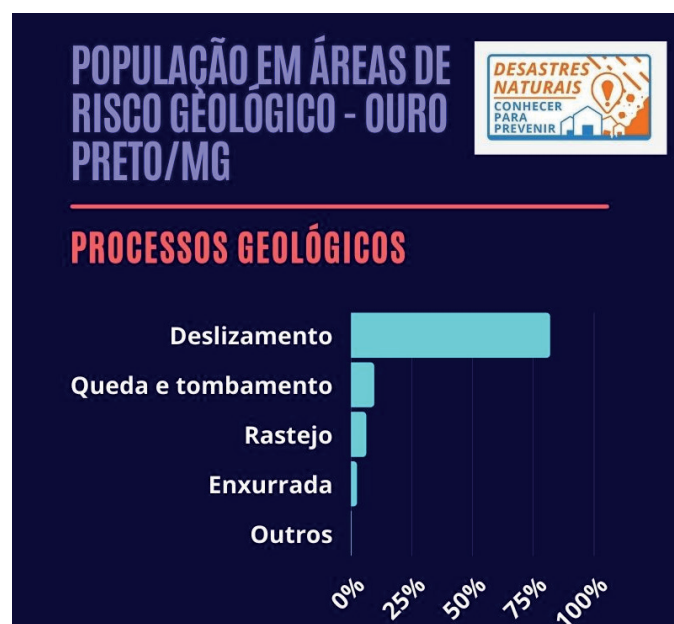 POPULAÇÃO EM ÁREAS DE
RISCO GEOLÓGICO - OURO
PRETO/MG
DESASTRES
NATURAIS
CONHECER
PARA
PREVENIR
PROCESSOS GEOLÓGICOS
Deslizamento
Queda e tombamento
Rastejo
Enxurrada
Outros
0%
25%
50%
75%
100%